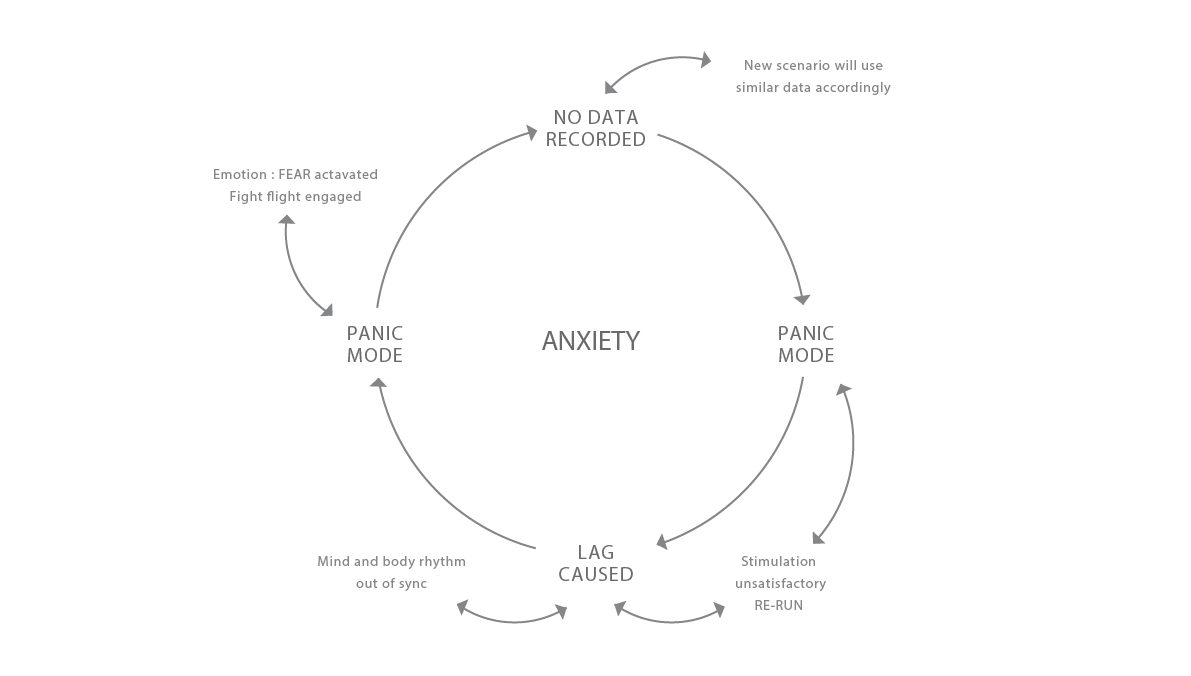 New scenario will use
similar data accordingly
NO DATA
RECORDED
Emotion : FEAR actavated
Fight flight engaged
PANIC
MODE
ANXIETY
PANIC
MODE
LAG
CAUSED
Mind and body rhythm
out of sync
Stimulation
unsatisfactory
RE-RUN